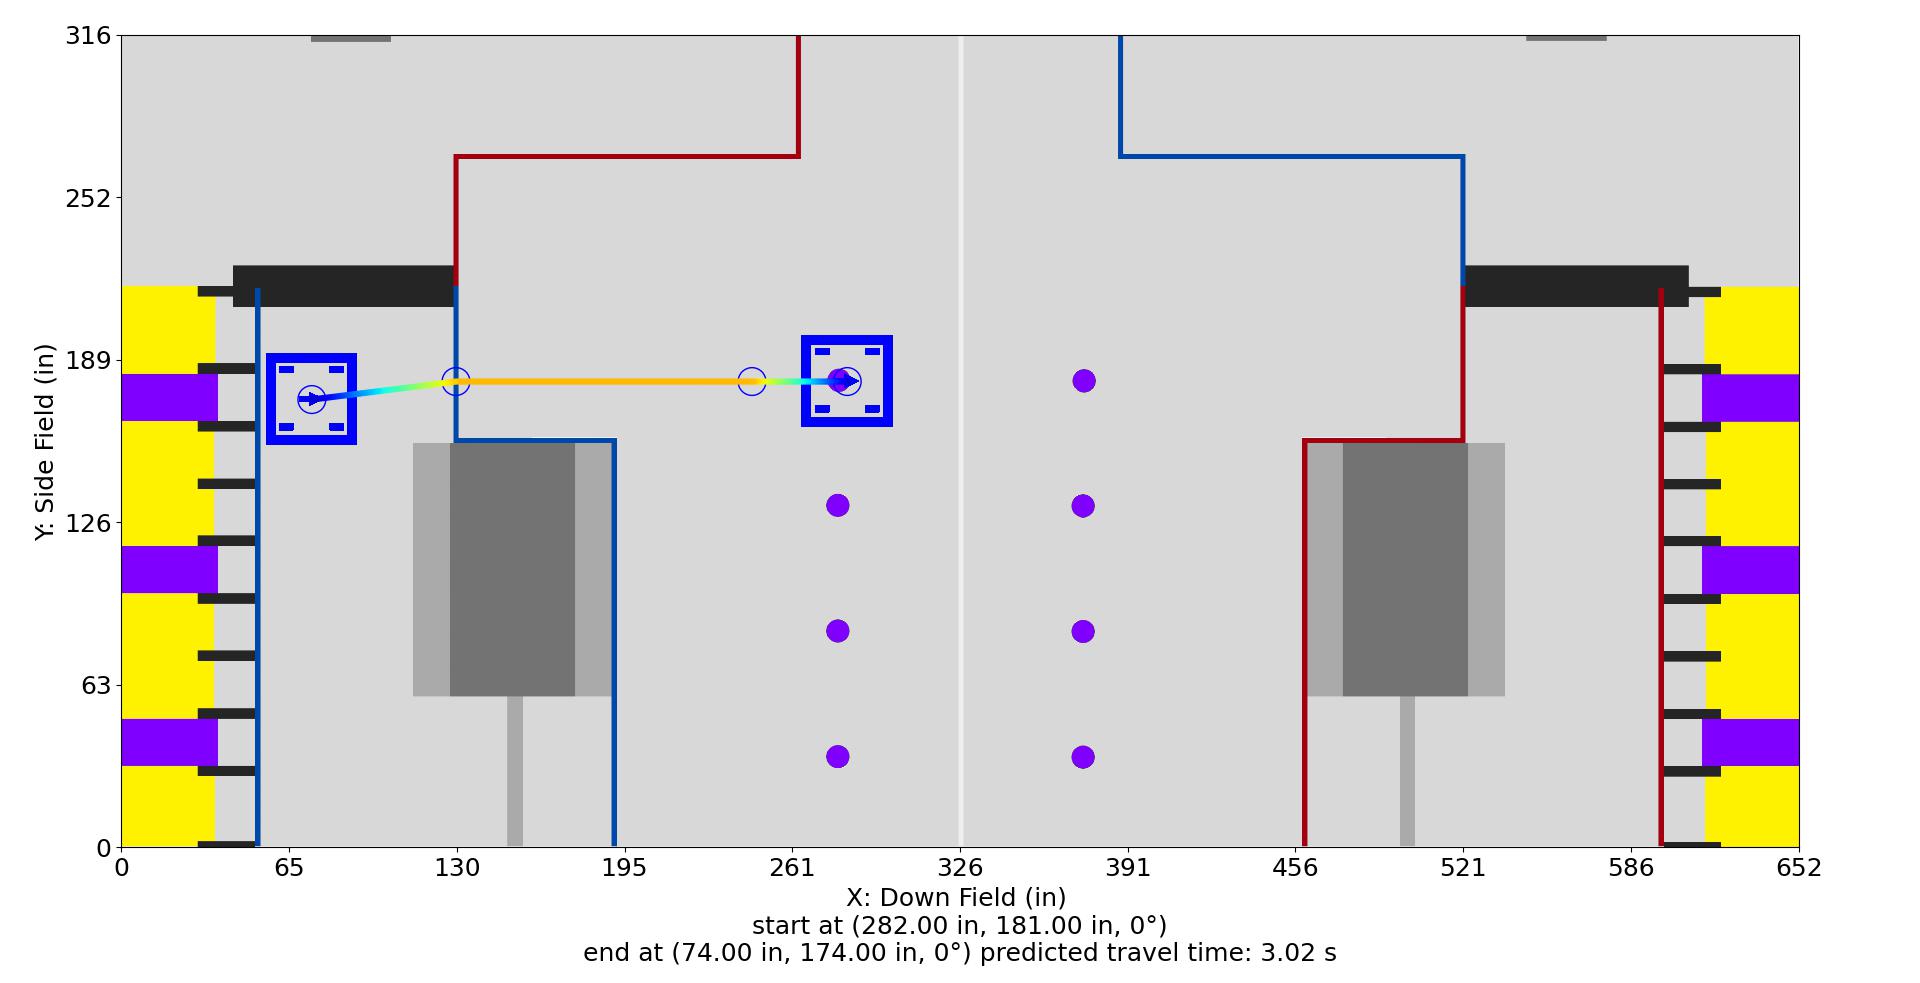 316
252
189
126
63
0
Y: Side Field (in)
0 65 130 195 261 326 391 456 521 586 652
X: Down Field (in)
start at (282.00 in, 181.00 in, 0°)
end at (74.00 in, 174.00 in, 0°) predicted travel time: 3.02 s